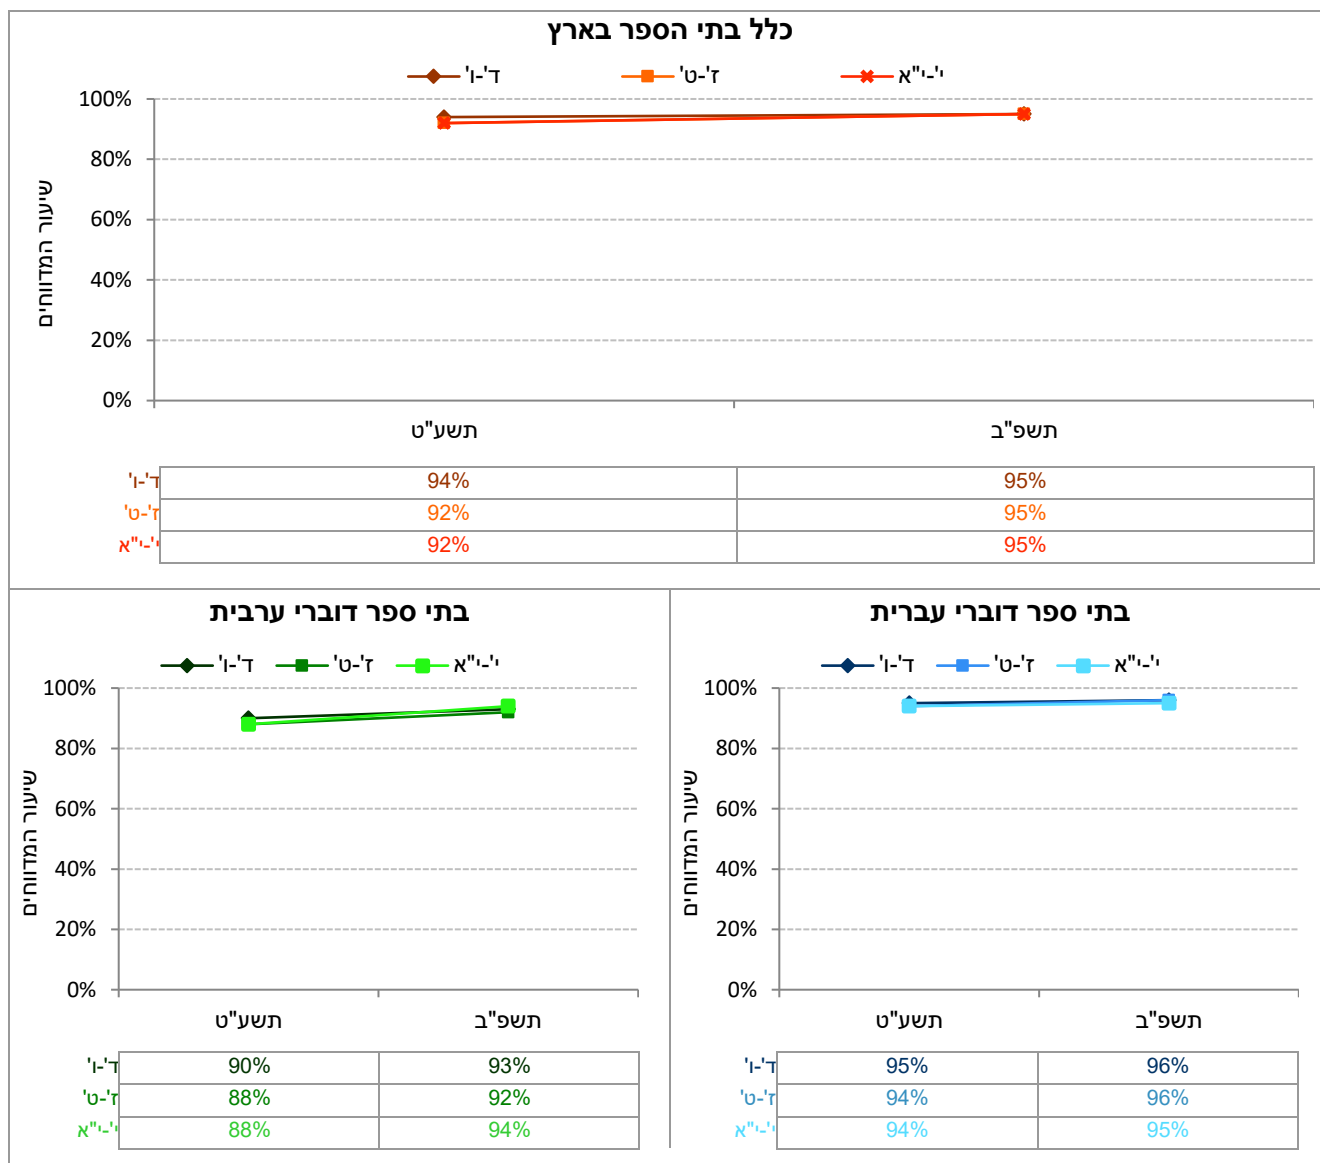 כלל בתי הספר בארץ
ד'-ו' ז'-ט' י'-י"א
100%
80%
60%
40%
20%
0%
שיעור המדווחים
תשע"ט תשפ"ב
ד'-ו' 94% 95%
ז'-ט' 92% 95%
י'-י"א 92% 95%
בתי ספר דוברי עברית
ד'-ו' ז'-ט' י'-י"א
100%
80%
60%
40%
20%
0%
שיעור המדווחים
תשע"ט תשפ"ב
ד'-ו' 95% 96%
ז'-ט' 94% 96%
י'-י"א 94% 95%
בתי ספר דוברי ערבית
ד'-ו' ז'-ט' י'-י"א
100%
80%
60%
40%
20%
0%
שיעור המדווחים
תשע"ט תשפ"ב
ד'-ו' 90% 93%
ז'-ט' 88% 92%
י'-י"א 88% 94%